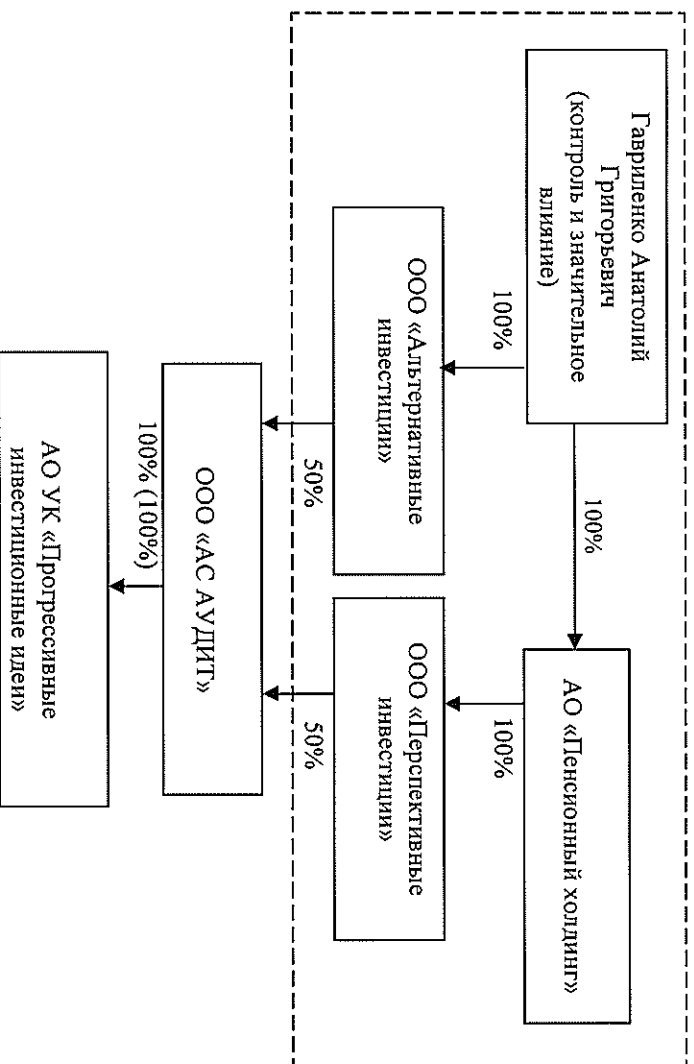 Гавриленко Анатолий
Григорьевич
(контроль и значительное
влияние)
100%
АО «Пенсионный холдинг»
100%
100%
ООО «Альтернативные
инвестиции»
ООО «Перспективные
инвестиции»
50%
50%
ООО «АС АУДИТ»
100% (100%)
АО УК «Прогрессивные
инвестиционные идеи»